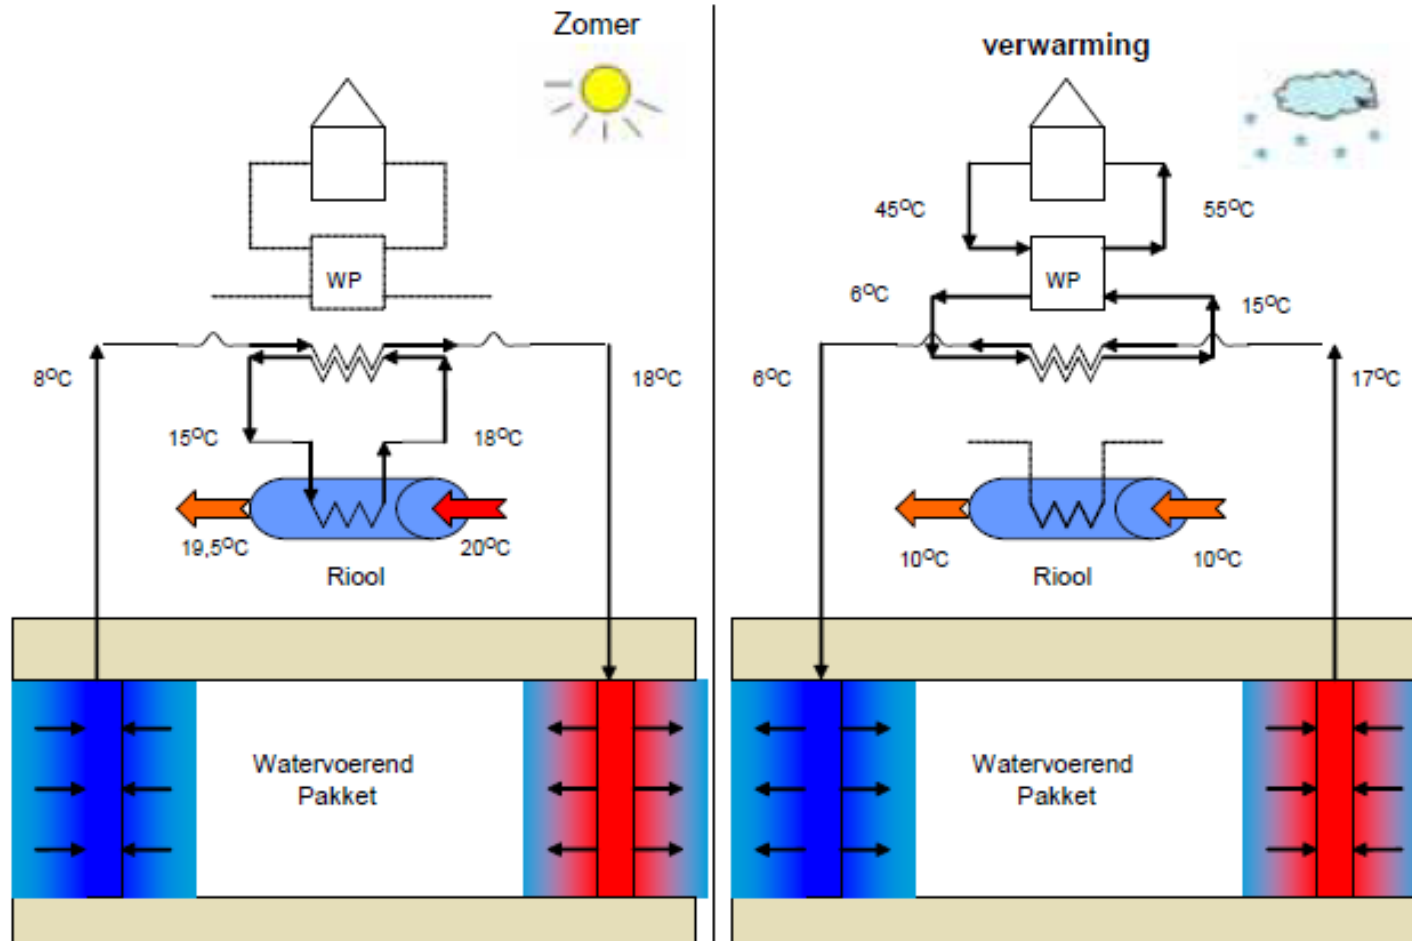 Zomer
WP
8°C
18°C
15°C
18°C
19,5°C
20°C
Riool
Watervoerend
Pakket
verwarming
45°C
55°C
WP
6°C
15°C
6°C
17°C
10°C
10°C
Riool
Watervoerend
Pakket